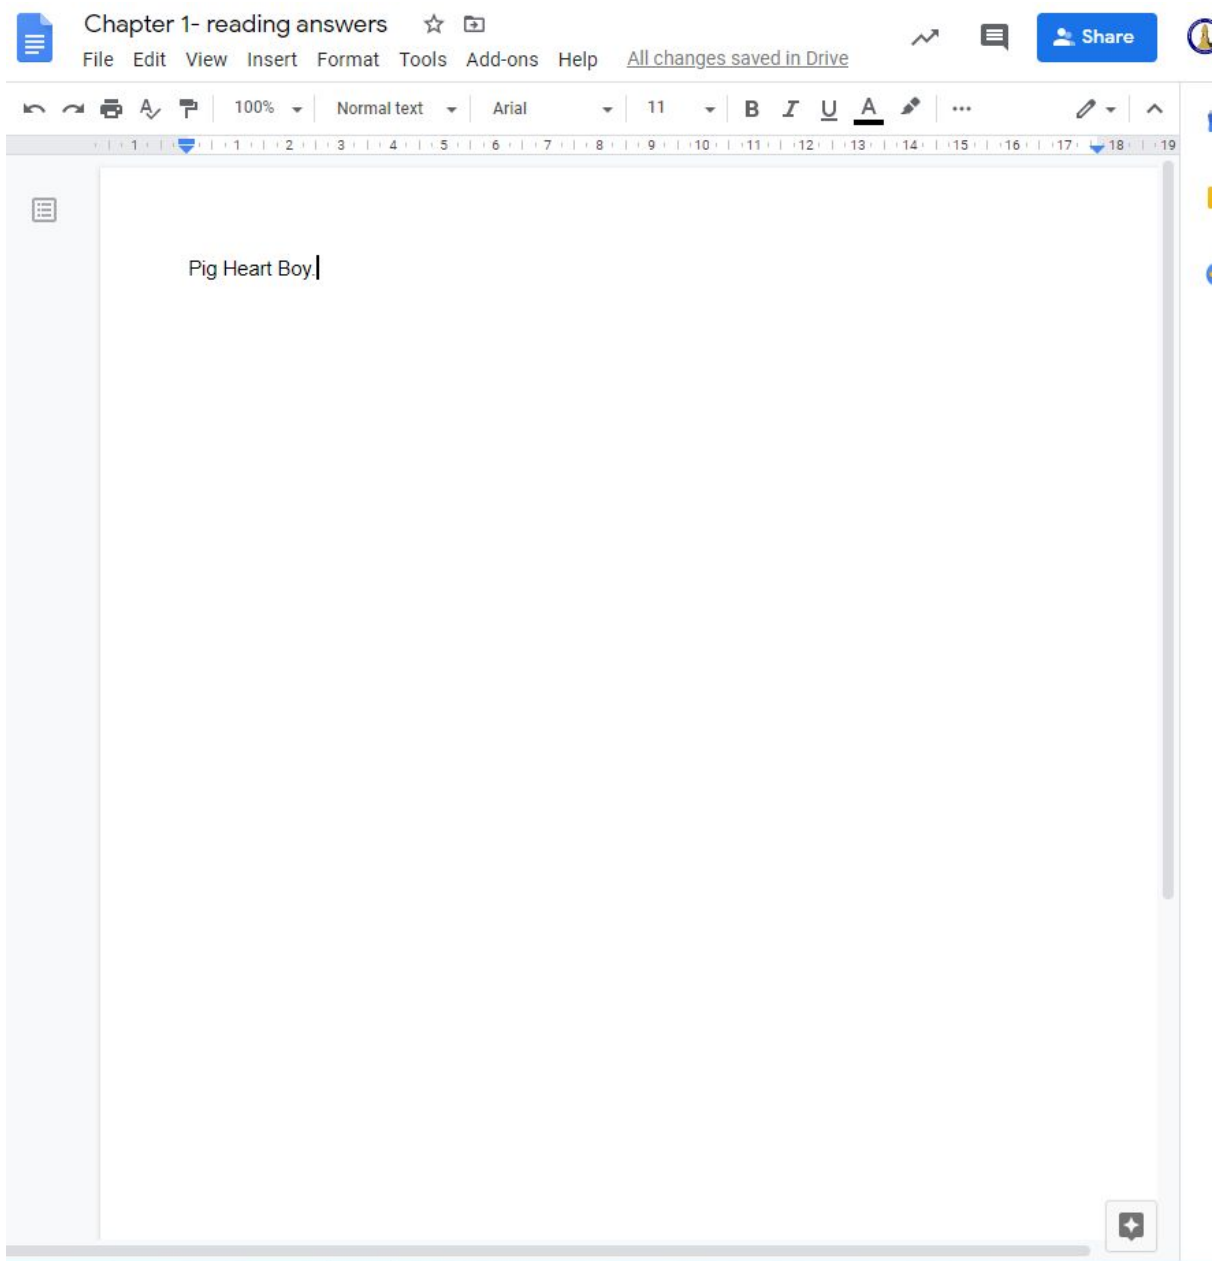 Chapter 1- reading answers
Share
File Edit View Insert Format Tools Add-ons Help All changes saved in Drive
100% Normal text Arial 11 B I U A
1 1 2 3 4 5 6 7 8 9 10 11 12 13 14 15 16 17 18 19
Pig Heart Boy.